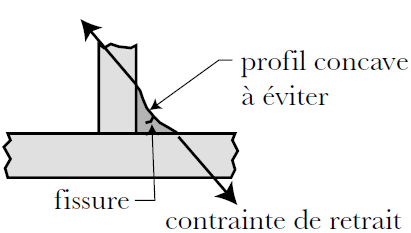 profil concave
à éviter
fissure
contrainte de retrait